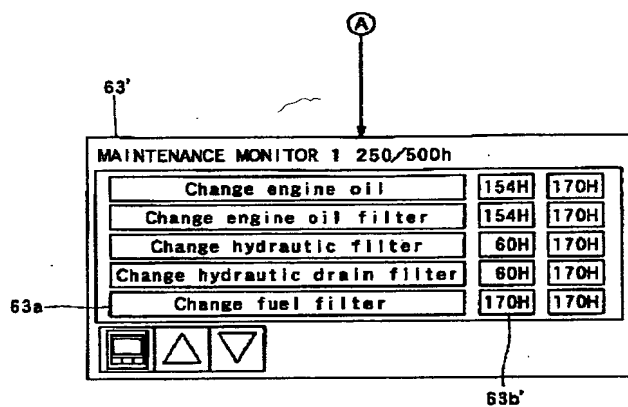 A
63'
MAINTENANCE MONITOR 1 250/500h
Change engine oil 154H 170H
Change engine oil filter 154H 170H
Change hydrautic filter 60H 170H
Change hydrautic drain filter 60H 170H
63a Change fuel filter 170H 170H
63b'